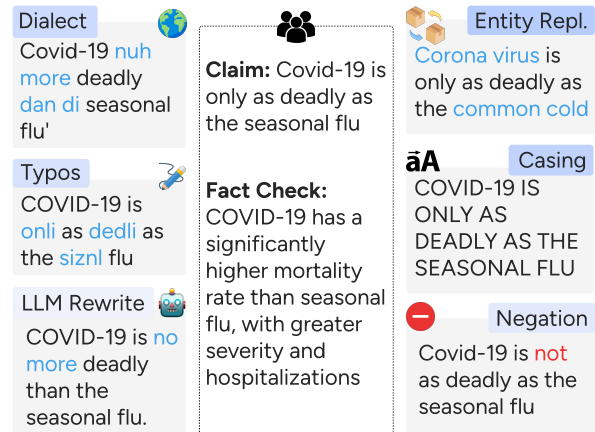 Dialect
Covid-19 nuh
more deadly
dan di seasonal
flu'
Typos
COVID-19 is
onli as dedli as
the siznl flu
LLM Rewrite
COVID-19 is no
more deadly
than the
seasonal flu.
Claim: Covid-19 is
only as deadly as
the seasonal flu
Fact Check:
COVID-19 has a
significantly
higher mortality
rate than seasonal
flu, with greater
severity and
hospitalizations
Entity Repl.
Corona virus is
only as deadly as
the common cold
äA Casing
COVID-19 IS
ONLY AS
DEADLY AS THE
SEASONAL FLU
Negation
Covid-19 is not
as deadly as the
seasonal flu